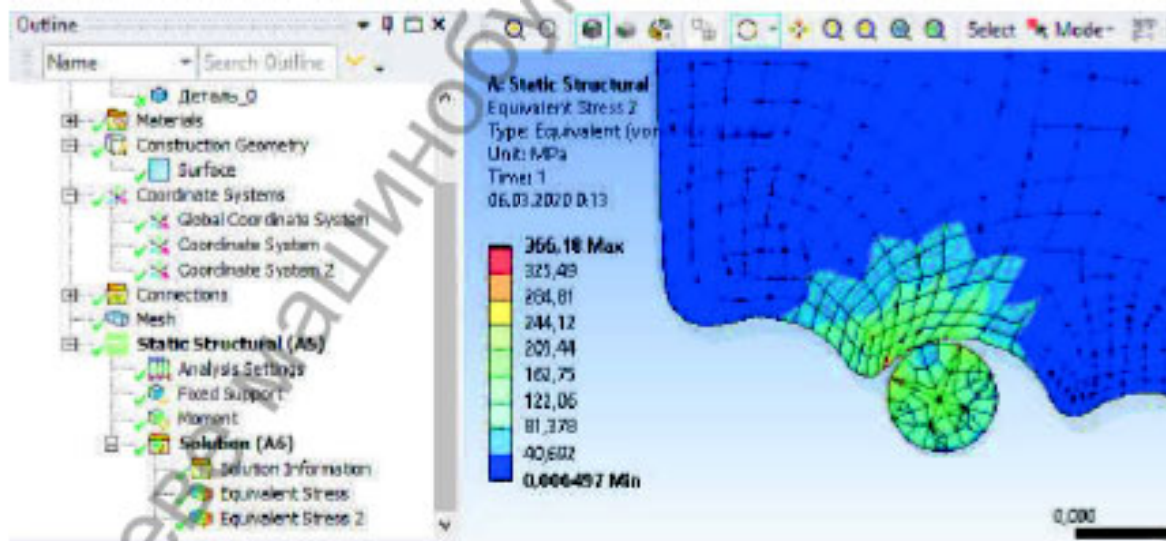 Outline
Name
Search Outline
Деталь_0
Materials
Construction Geometry
Surface
Coordinate Systems
Global Coordinate System
Coordinate System
Coordinate System 2
Connections
Mesh
Static Structural (A5)
Analysis Settings
Fixed Support
Moment
Solution (A6)
Solution Information
Equivalent Stress
Equivalent Stress 2
Select
Mode
A: Static Structural
Equivalent Stress 2
Type: Equivalent (von
Unit: MPa
Time: 1
06.03.2020 0:13
366,18 Max
325,49
284,81
244,12
203,44
162,75
122,06
81,378
40,692
0,006497 Min
0,000